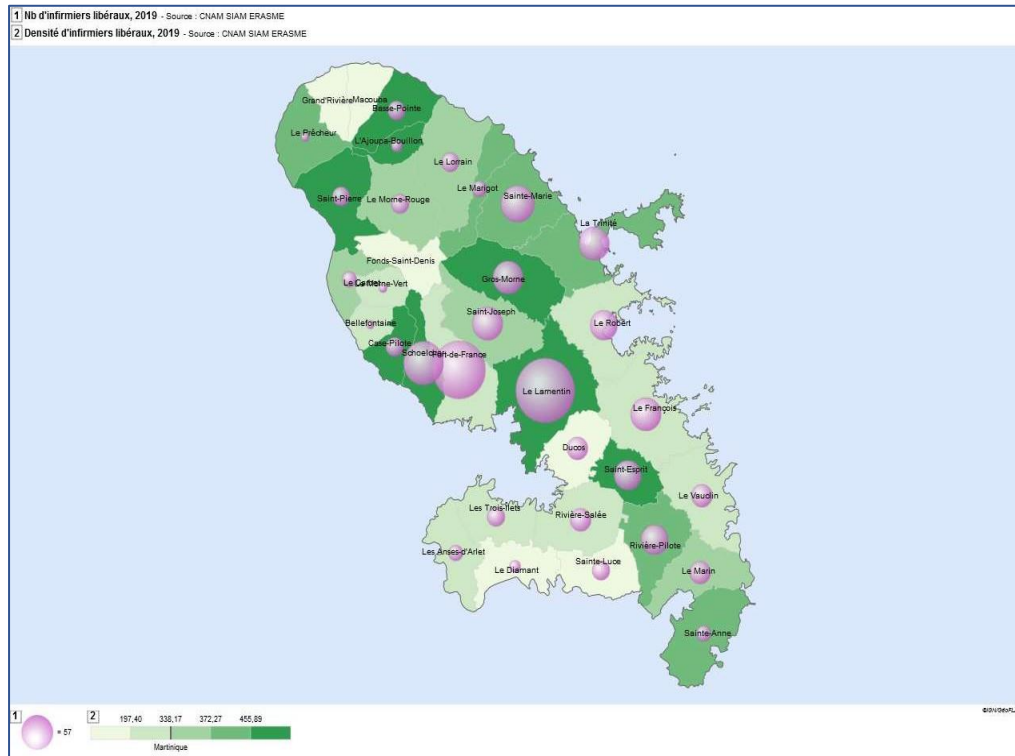 1 Nb d'infirmiers libéraux, 2019 - Source : CNAM SIAM ERASME
2 Densité d'infirmiers libéraux, 2019 - Source : CNAM SIAM ERASME
Grand'Rivière
Macouba
Basse-Pointe
Le Prêcheur
L'Ajoupa-Bouillon
Le Lorrain
Le Marigot
Sainte-Marie
Saint-Pierre
Le Morne-Rouge
La Trinité
Fonds-Saint-Denis
Gros-Morne
Le Carbet
Le Morne-Vert
Saint-Joseph
Bellefontaine
Le Robert
Case-Pilote
Schoelcher
Fort-de-France
Le Lamentin
Le François
Ducos
Saint-Esprit
Le Vauclin
Les Trois-Ilets
Rivière-Salée
Rivière-Pilote
Les Anses-d'Arlet
Le Diamant
Sainte-Luce
Le Marin
Sainte-Anne
1
= 57
2
197,40 338,17 372,27 455,89
Martinique